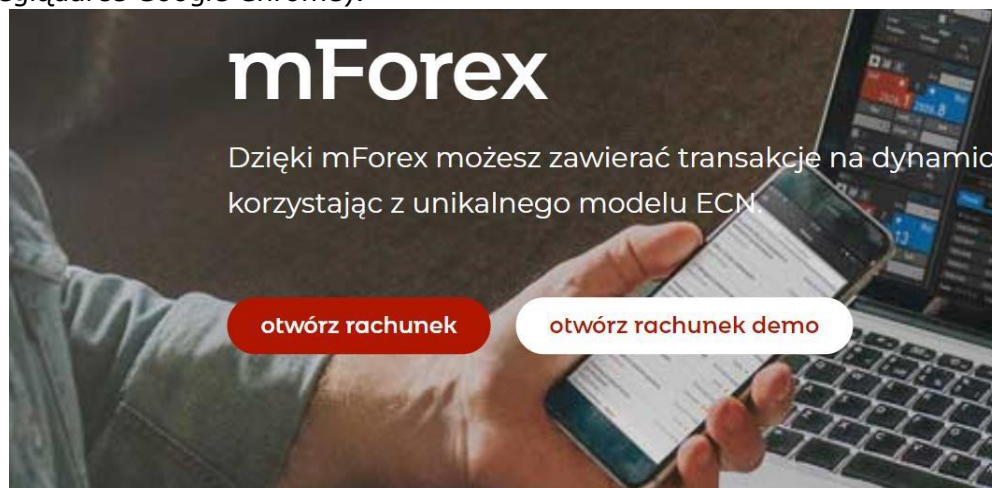 mForex
Dzięki mForex możesz zawierać transakcje na dynamic
korzystając z unikalnego modelu ECN.
otwórz rachunek
otwórz rachunek demo